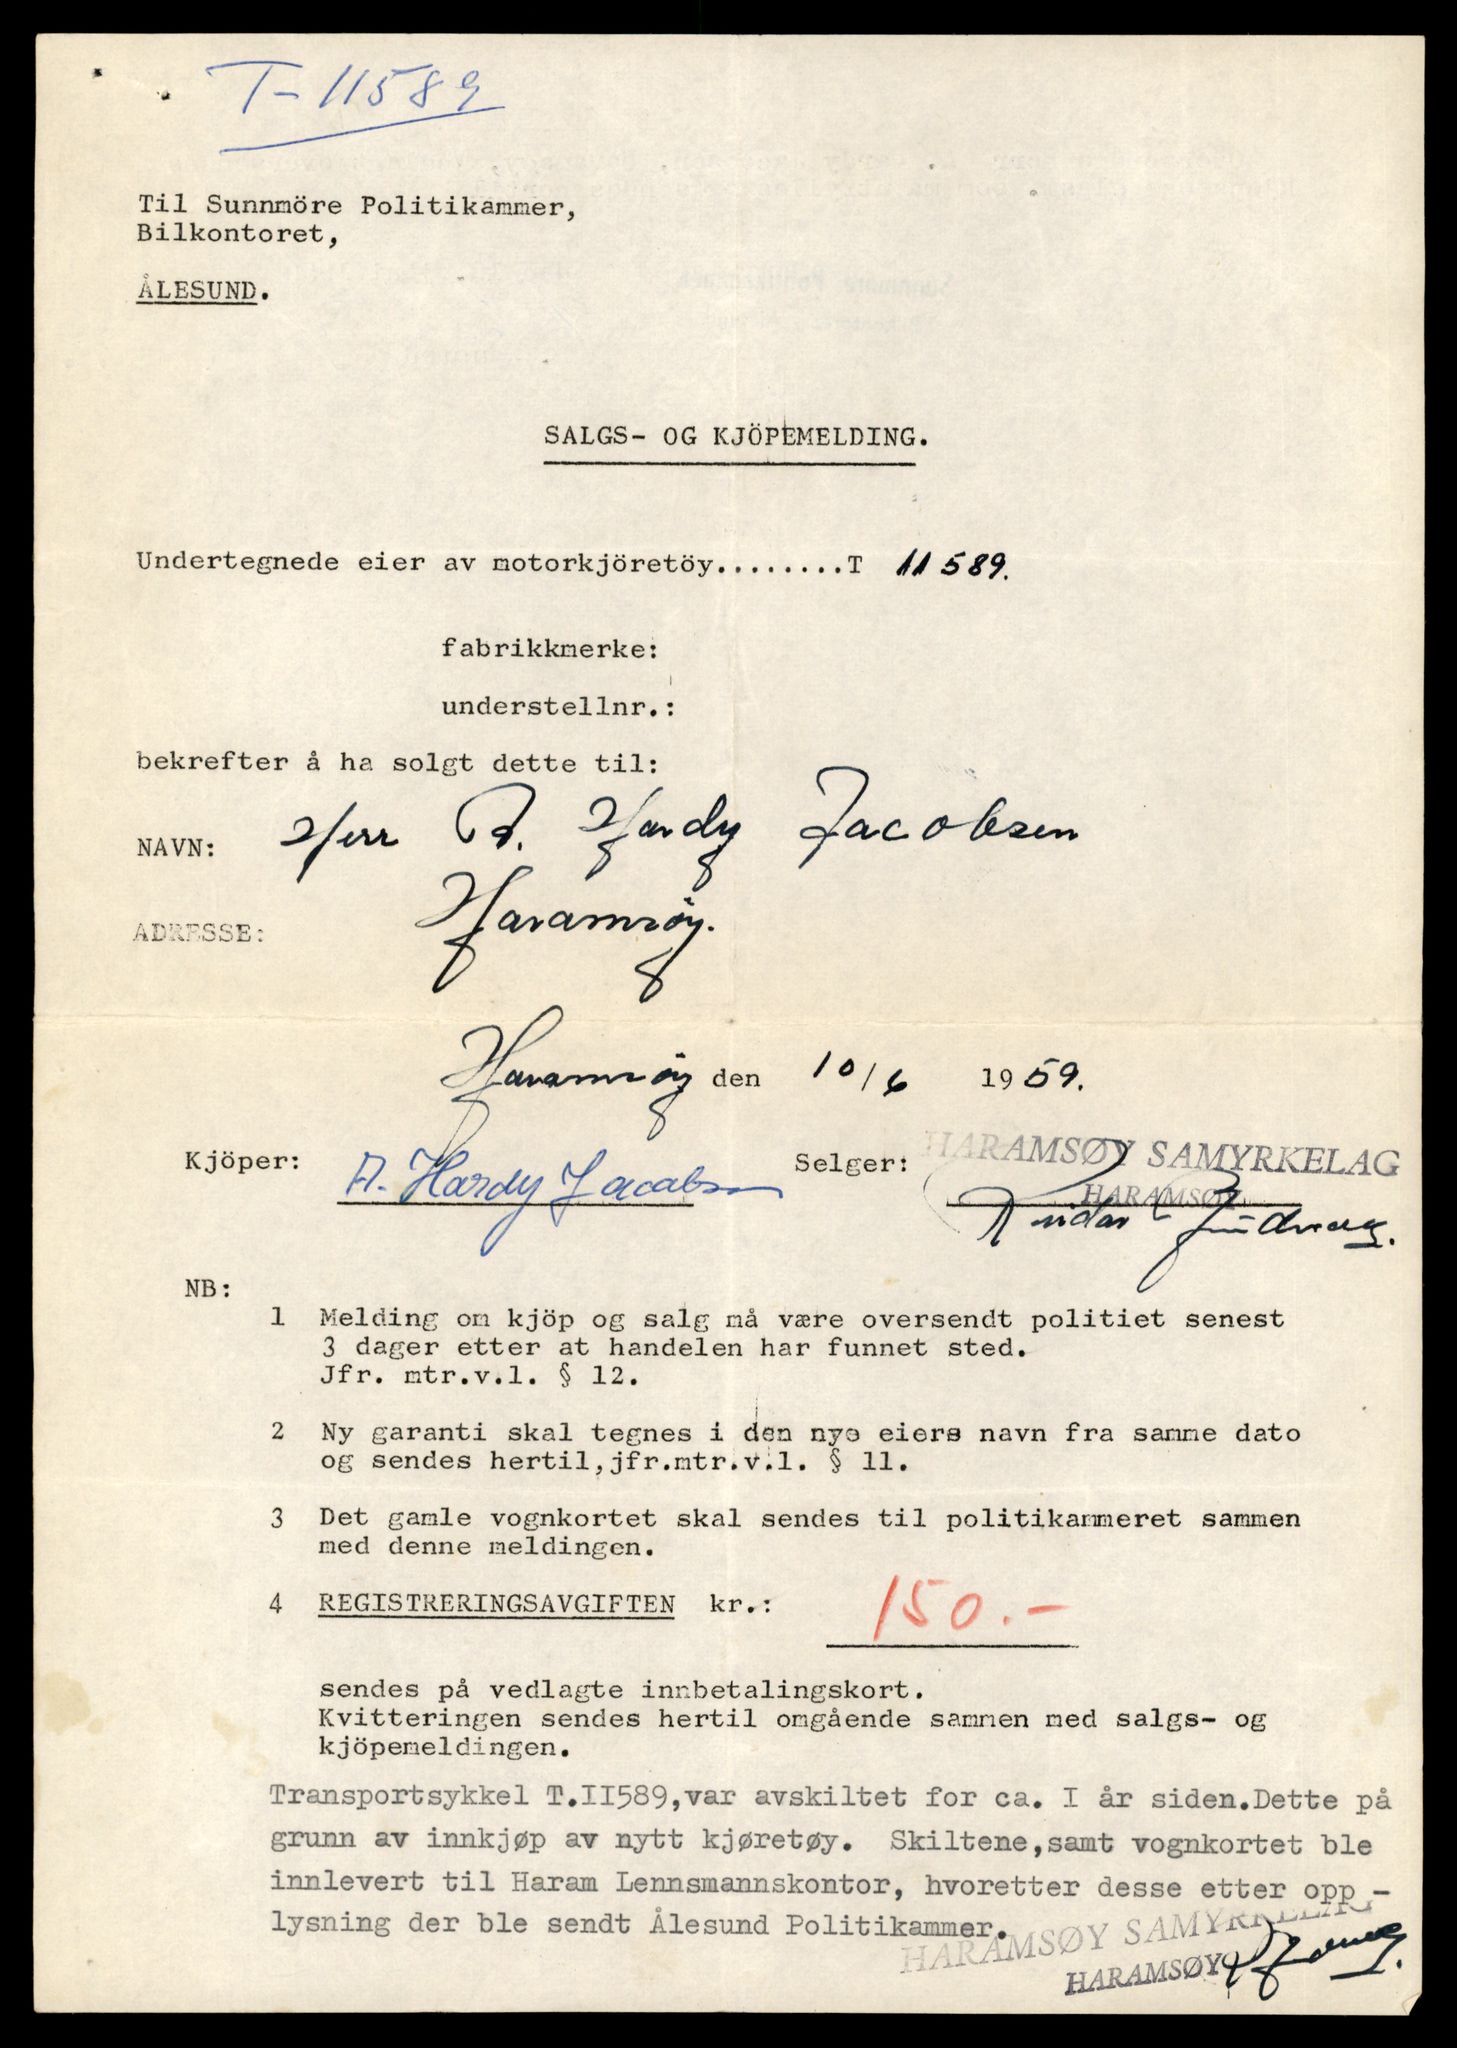 T-11589
Til Sunnmöre Politikammer,
Bilkontoret,
ÅLESUND.
SALGS- OG KJÖPEMELDING.
Undertegnede eier av motorkjöretöy........T 11589.
fabrikkmerke:
understellnr.:
bekrefter å ha solgt dette til:
NAVN: Herr A. Hardy Jacobsen
ADRESSE: Haramsøy.
Haramsøy den 10/6 1959.
Kjöper: A. Hardy Jacobsen Selger: HARAMSØY SAMYRKELAG
HARAMSØY
NB:
1 Melding om kjöp og salg må være oversendt politiet senest
3 dager etter at handelen har funnet sted.
Jfr. mtr.v.l. § 12.
2 Ny garanti skal tegnes i den nye eiers navn fra samme dato
og sendes hertil,jfr.mtr.v.l. § 11.
3 Det gamle vognkortet skal sendes til politikammeret sammen
med denne meldingen.
4 REGISTRERINGSAVGIFTEN kr.: 150.-
sendes på vedlagte innbetalingskort.
Kvitteringen sendes hertil omgående sammen med salgs- og
kjöpemeldingen.
Transportsykkel T.II589,var avskiltet for ca. I år siden.Dette på
grunn av innkjøp av nytt kjøretøy. Skiltene,samt vognkortet ble
innlevert til Haram Lennsmannskontor, hvoretter desse etter opp -
lysning der ble sendt Ålesund Politikammer.
HARAMSØY SAMYRKELAG
HARAMSØY